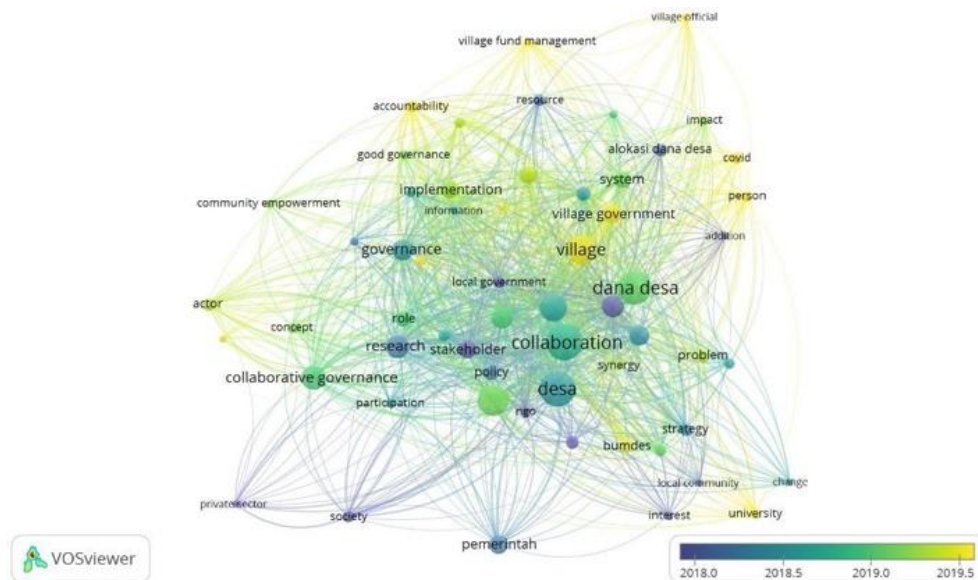 village official
village fund management
accountability
resource
impact
good governance
alokasi dana desa
covid
implementation
system
community empowerment
information
village government
person
governance
village
addition
local government
dana desa
actor
concept
role
research
stakeholder
collaboration
collaborative governance
policy
synergy
problem
participation
desa
ngo
strategy
bumdes
local community
change
private sector
society
interest
university
pemerintah
VOSviewer
2018.0 2018.5 2019.0 2019.5